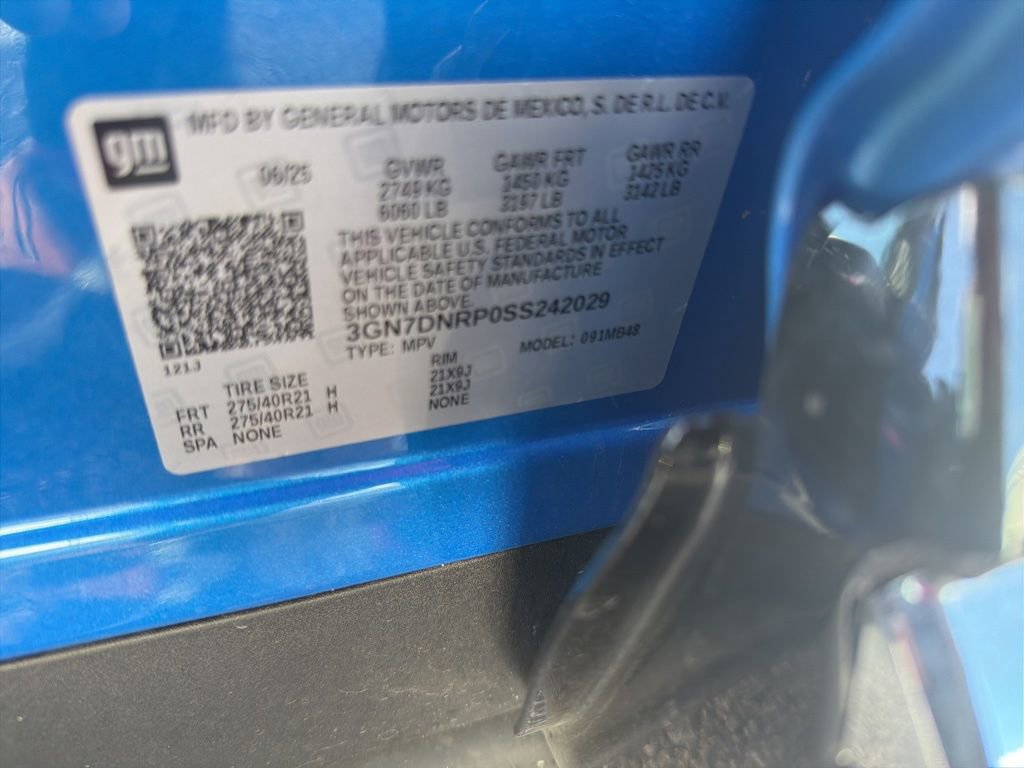 gm
MFD BY GENERAL MOTORS DE MEXICO, S. DE R.L. DE C.V.
06/25
GVWR GAWR FRT GAWR RR
2749 KG 1450 KG 1425 KG
6060 LB 3197 LB 3142 LB
THIS VEHICLE CONFORMS TO ALL
APPLICABLE U.S. FEDERAL MOTOR
VEHICLE SAFETY STANDARDS IN EFFECT
ON THE DATE OF MANUFACTURE
SHOWN ABOVE.
3GN7DNRP0SS242029
TYPE: MPV MODEL: 091MB48
1.21.J
TIRE SIZE RIM
FRT 275/40R21 H 21X9J
RR 275/40R21 H 21X9J
SPA NONE NONE